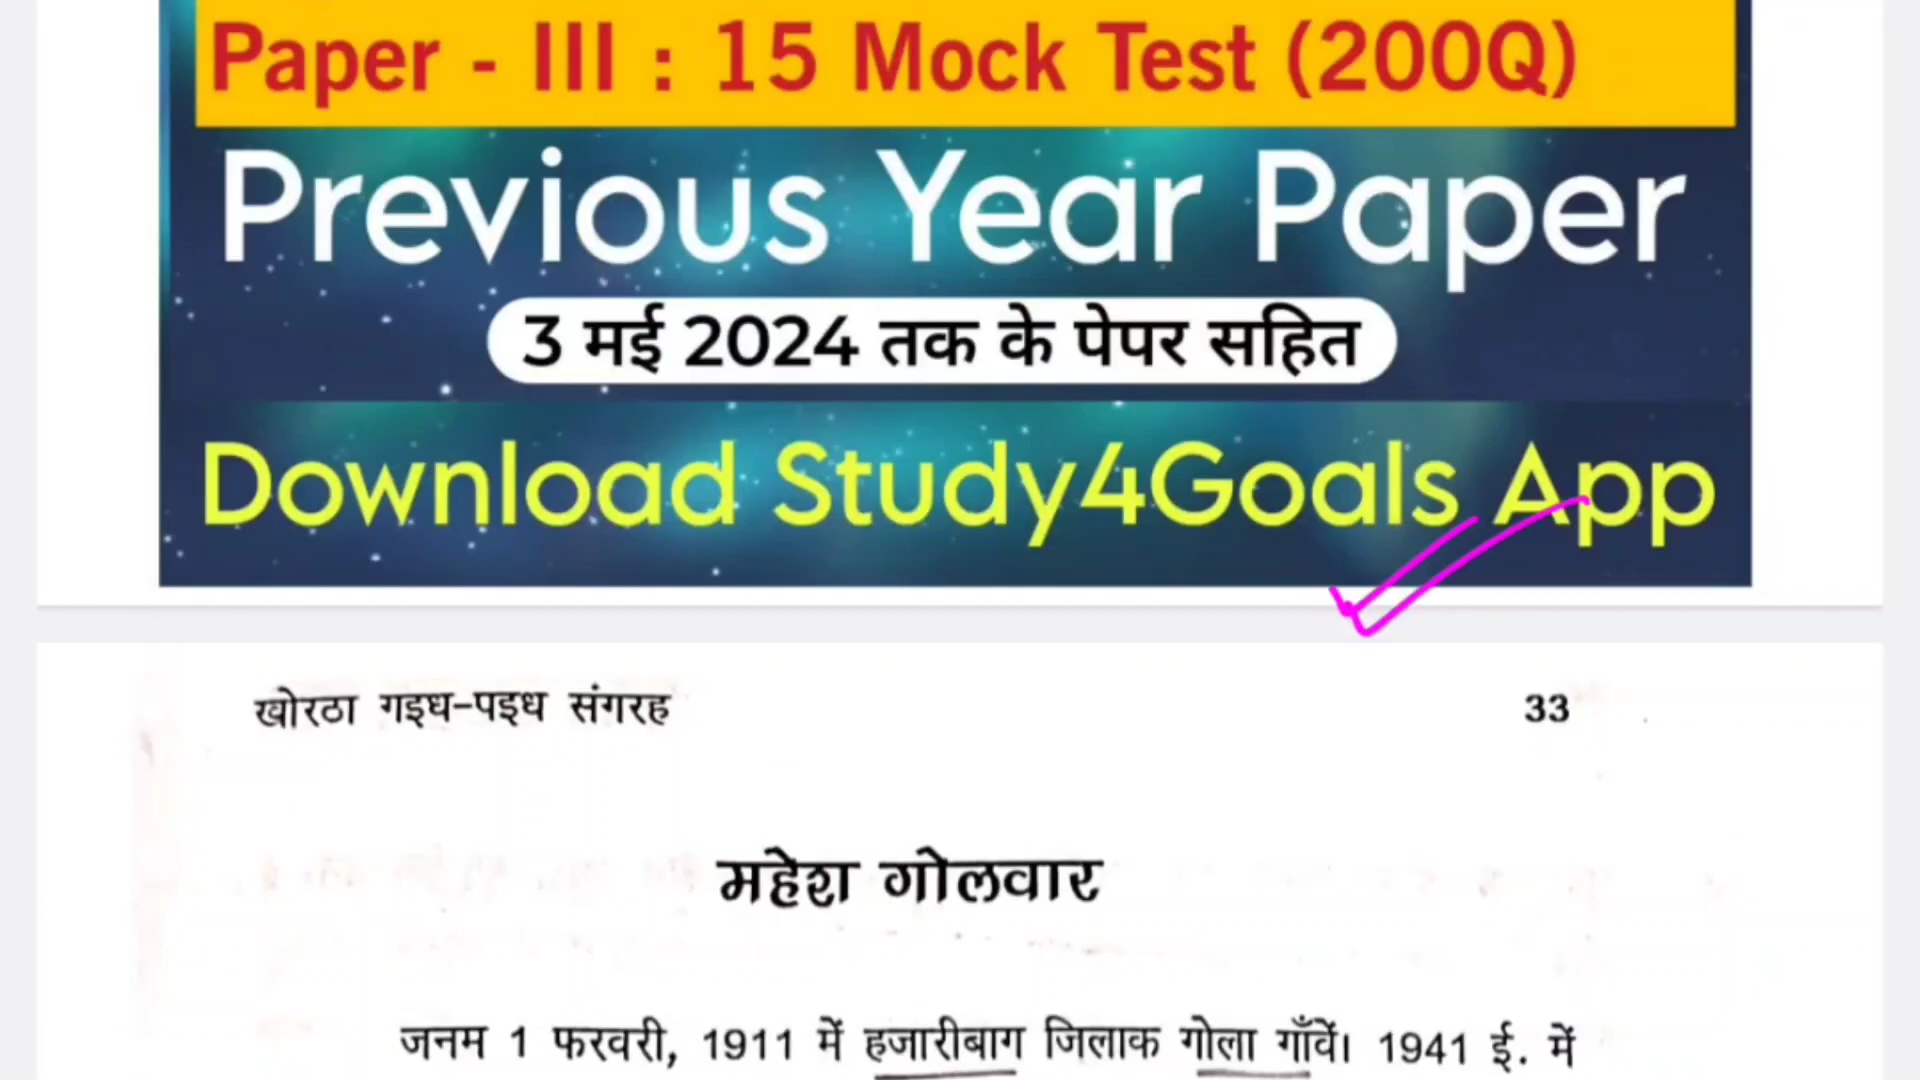 Paper - III : 15 Mock Test (200Q)
Previous Year Paper
3 मई 2024 तक के पेपर सहित
Download Study4Goals App
खोरठा गइध-पइध संगरह 33
महेश गोलवार
जनम 1 फरवरी, 1911 में हजारीबाग जिलाक गोला गाँवें। 1941 ई. में